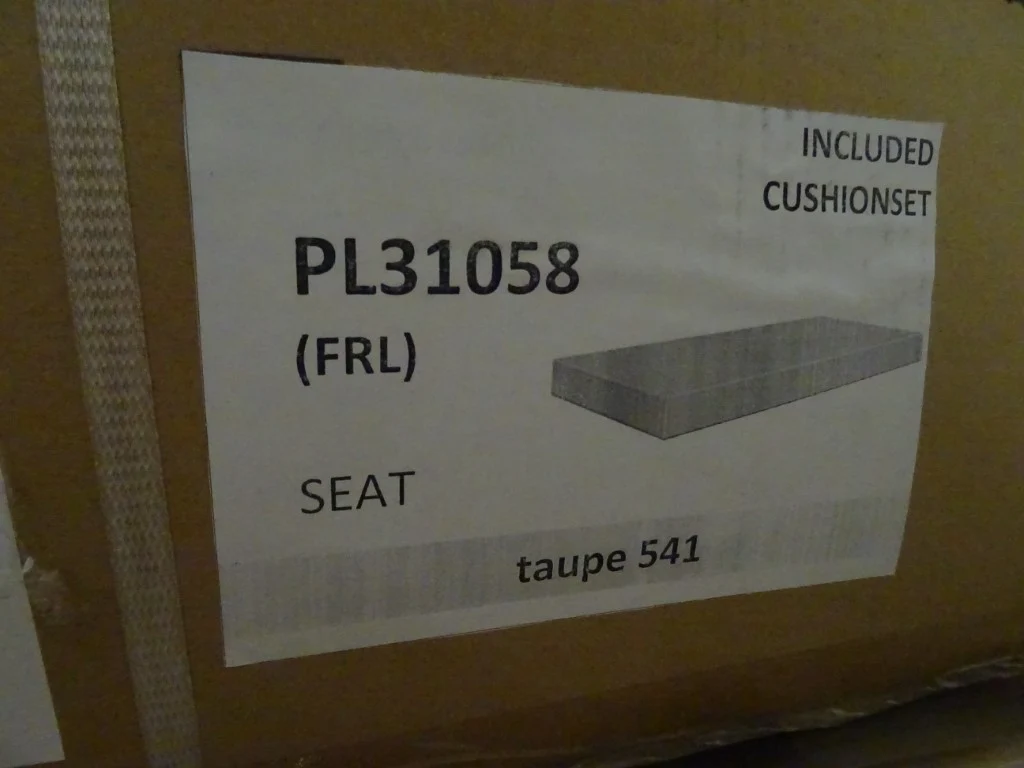 INCLUDED
CUSHIONSET
PL31058
(FRL)
SEAT
taupe 541